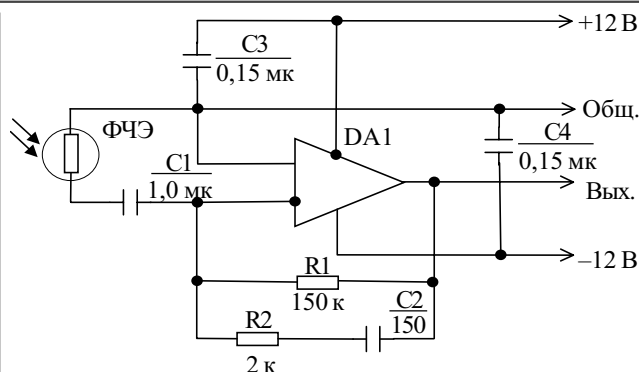 +12 В
C3
0,15 мк
ФЧЭ
Общ.
DA1
C4
0,15 мк
C1
1,0 мк
Вых.
–12 В
R1
150 к
C2
150
R2
2 к